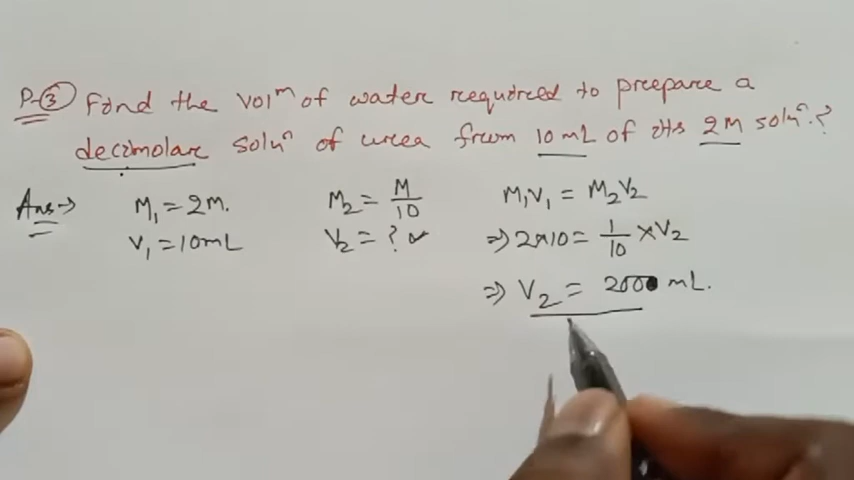 P-③ Find the volᵐ of water required to prepare a
decimolar solⁿ of urea from 10 mL of its 2M solⁿ.?
Ans→ M₁ = 2M. M₂ = M/10 M₁V₁ = M₂V₂
V₁ = 10mL V₂ = ? ⇒ 2×10 = 1/10 × V₂
⇒ V₂ = 200 mL.